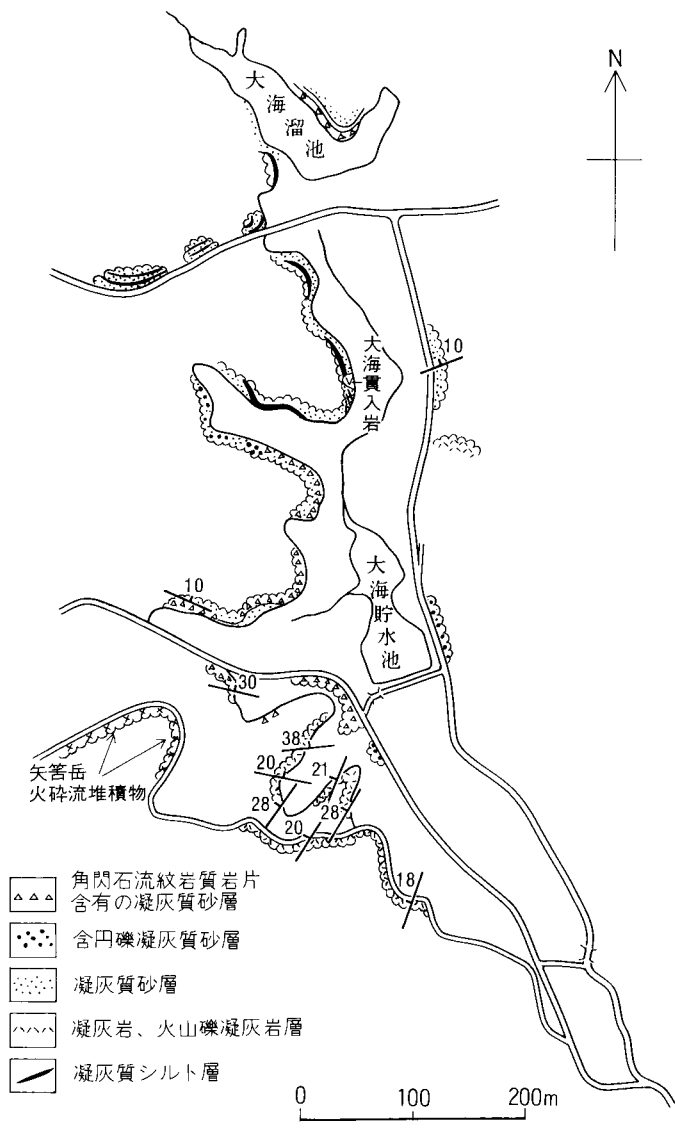 N
大海溜池
10
大海貫入岩
大海貯水池
10
30
38
20
21
28
28
20
18
矢筈岳
火砕流堆積物
角閃石流紋岩質岩片
含有の凝灰質砂層
含円礫凝灰質砂層
凝灰質砂層
凝灰岩、火山礫凝灰岩層
凝灰質シルト層
0 100 200m